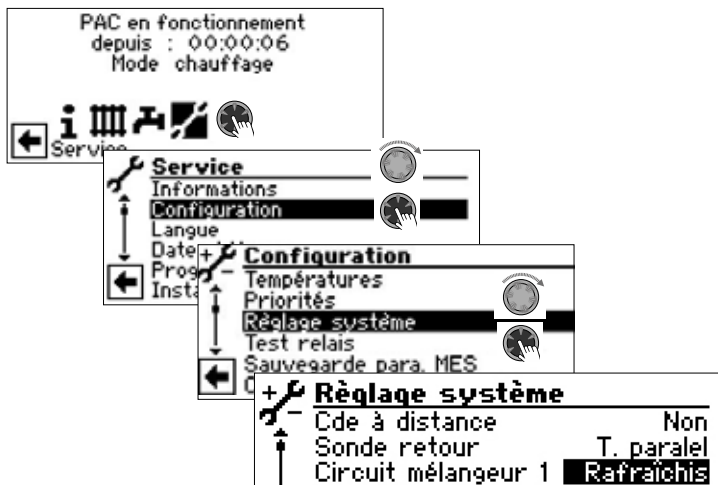 PAC en fonctionnement
depuis : 00:00:06
Mode chauffage
Service
Service
Informations
Configuration
Langue
Date
Configuration
Températures
Priorités
Règlage système
Test relais
Sauvegarde para. MES
Règlage système
Cde à distance Non
Sonde retour T. paralel
Circuit mélangeur 1 Rafraîchis